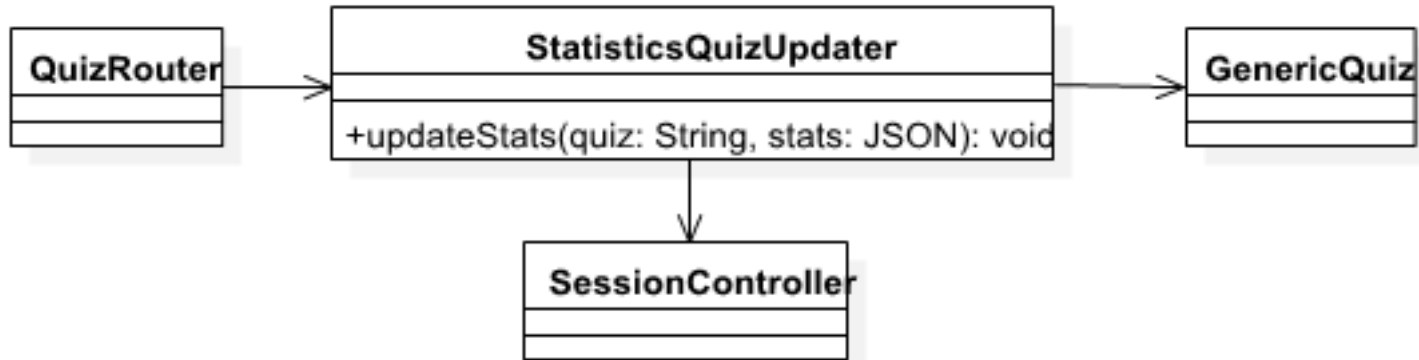 QuizRouter
StatisticsQuizUpdater
+updateStats(quiz: String, stats: JSON): void
GenericQuiz
SessionController